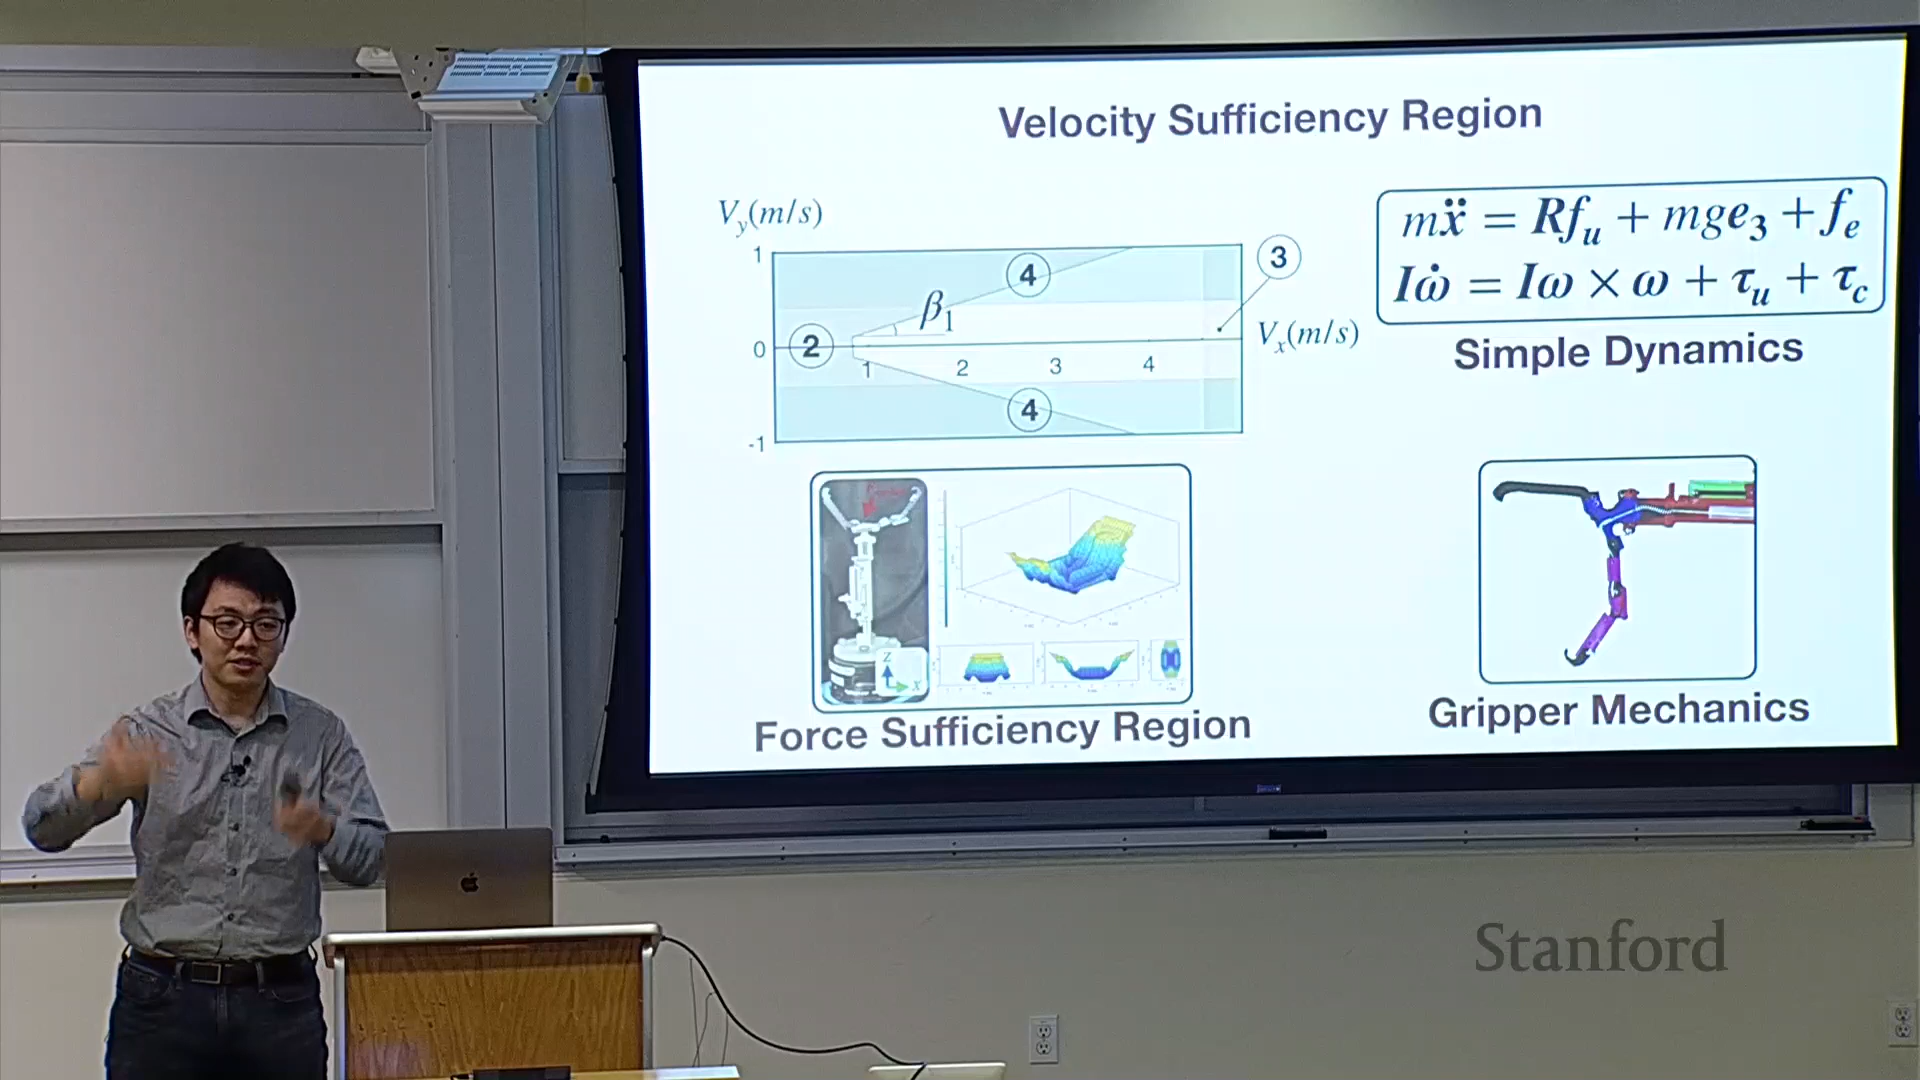 Velocity Sufficiency Region
V_y(m/s)
1
0
-1
4
β_1
2
3
V_x(m/s)
1 2 3 4
4
mẍ = Rf_u + mge_3 + f_e
Iω̇ = Iω × ω + τ_u + τ_c
Simple Dynamics
Z
X
Force Sufficiency Region
Gripper Mechanics
Stanford